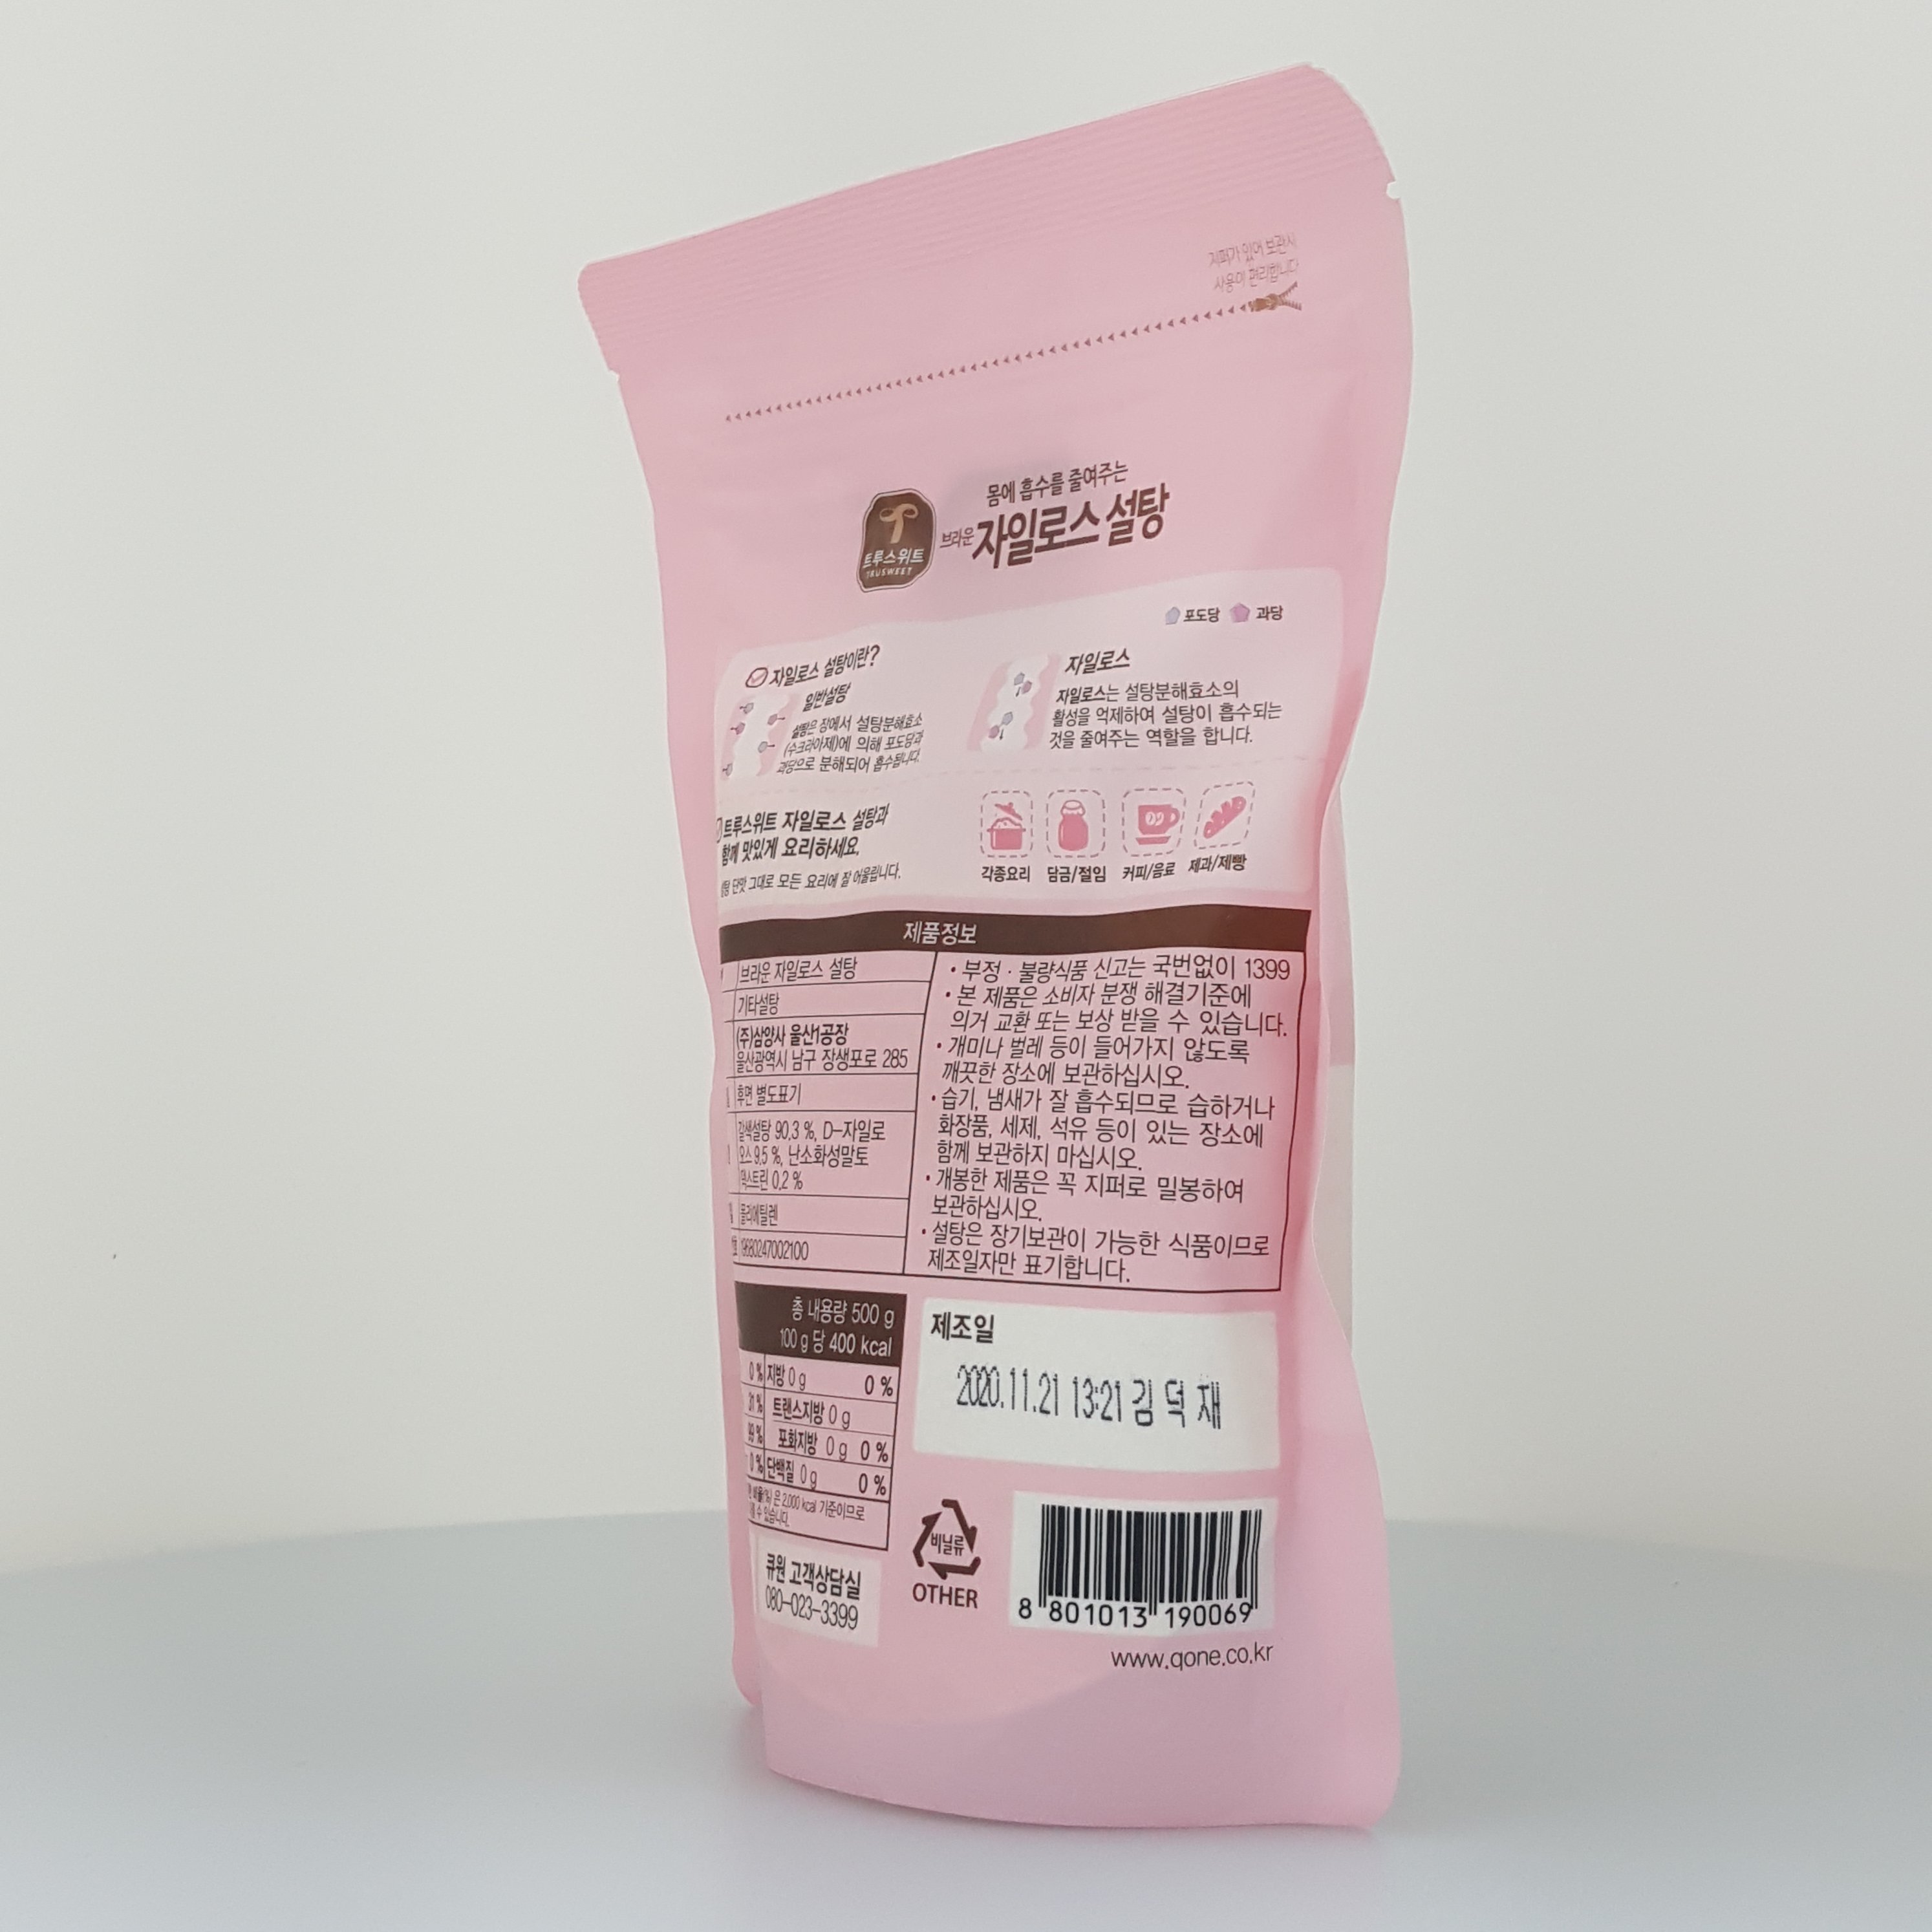 지퍼가 있어 보관시
사용이 편리합니다
몸에 흡수를 줄여주는
브라운 자일로스 설탕
트루스위트
TRUSWEET
포도당 과당
자일로스 설탕이란?
일반설탕
설탕은 장에서 설탕분해효소
(수크라아제)에 의해 포도당과
과당으로 분해되어 흡수됩니다.
자일로스
자일로스는 설탕분해효소의
활성을 억제하여 설탕이 흡수되는
것을 줄여주는 역할을 합니다.
트루스위트 자일로스 설탕과
함께 맛있게 요리하세요.
단맛 그대로 모든 요리에 잘 어울립니다.
각종요리 담금/절임 커피/음료 제과/제빵
제품정보
브라운 자일로스 설탕
기타설탕
(주)삼양사 울산1공장
울산광역시 남구 장생포로 285
후면 별도표기
갈색설탕 90.3 %, D-자일로
오스 9.5 %, 난소화성말토
덱스트린 0.2 %
폴리에틸렌
19680247002100
• 부정 · 불량식품 신고는 국번없이 1399
• 본 제품은 소비자 분쟁 해결기준에
의거 교환 또는 보상 받을 수 있습니다.
• 개미나 벌레 등이 들어가지 않도록
깨끗한 장소에 보관하십시오.
• 습기, 냄새가 잘 흡수되므로 습하거나
화장품, 세제, 석유 등이 있는 장소에
함께 보관하지 마십시오.
• 개봉한 제품은 꼭 지퍼로 밀봉하여
보관하십시오.
• 설탕은 장기보관이 가능한 식품이므로
제조일자만 표기합니다.
총 내용량 500 g
100 g 당 400 kcal
0 % 지방 0 g 0 %
31 % 트랜스지방 0 g
99 % 포화지방 0 g 0 %
0 % 단백질 0 g 0 %
비율(%)은 2,000 kcal 기준이므로
수 있습니다.
큐원 고객상담실
080-023-3399
제조일
2020.11.21 13:21 김 덕 재
비닐류
OTHER
8 801013 190069
www.qone.co.kr